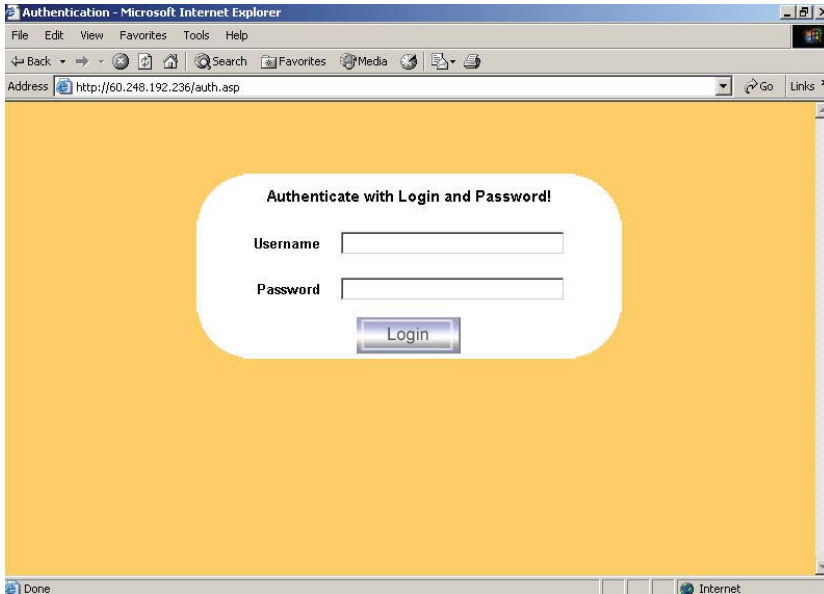 Authentication - Microsoft Internet Explorer
File Edit View Favorites Tools Help
Back Search Favorites Media
Address http://60.248.192.236/auth.asp Go Links
Authenticate with Login and Password!
Username
Password
Login
Done Internet